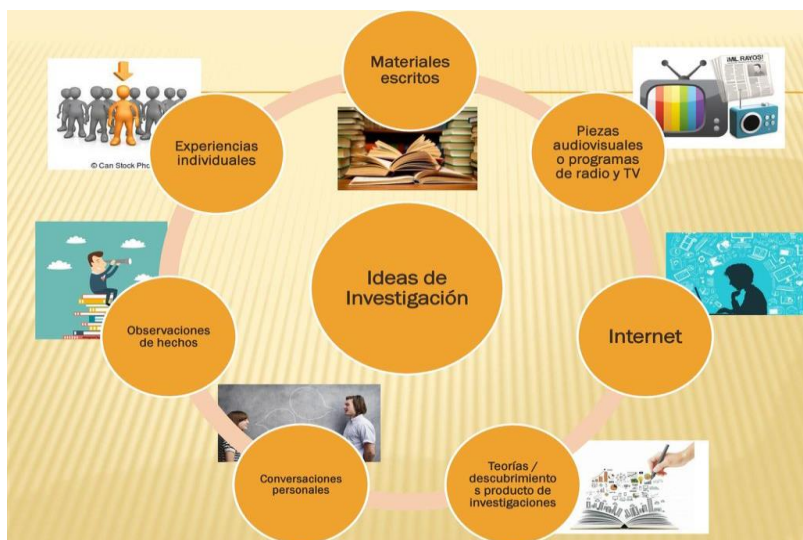 Materiales
escritos
¡MIL RAYOS!
Piezas
audiovisuales
o programas
de radio y TV
Experiencias
individuales
© Can Stock Pho
Ideas de
Investigación
Internet
Observaciones
de hechos
Conversaciones
personales
Teorías /
descubrimiento
s producto de
investigaciones